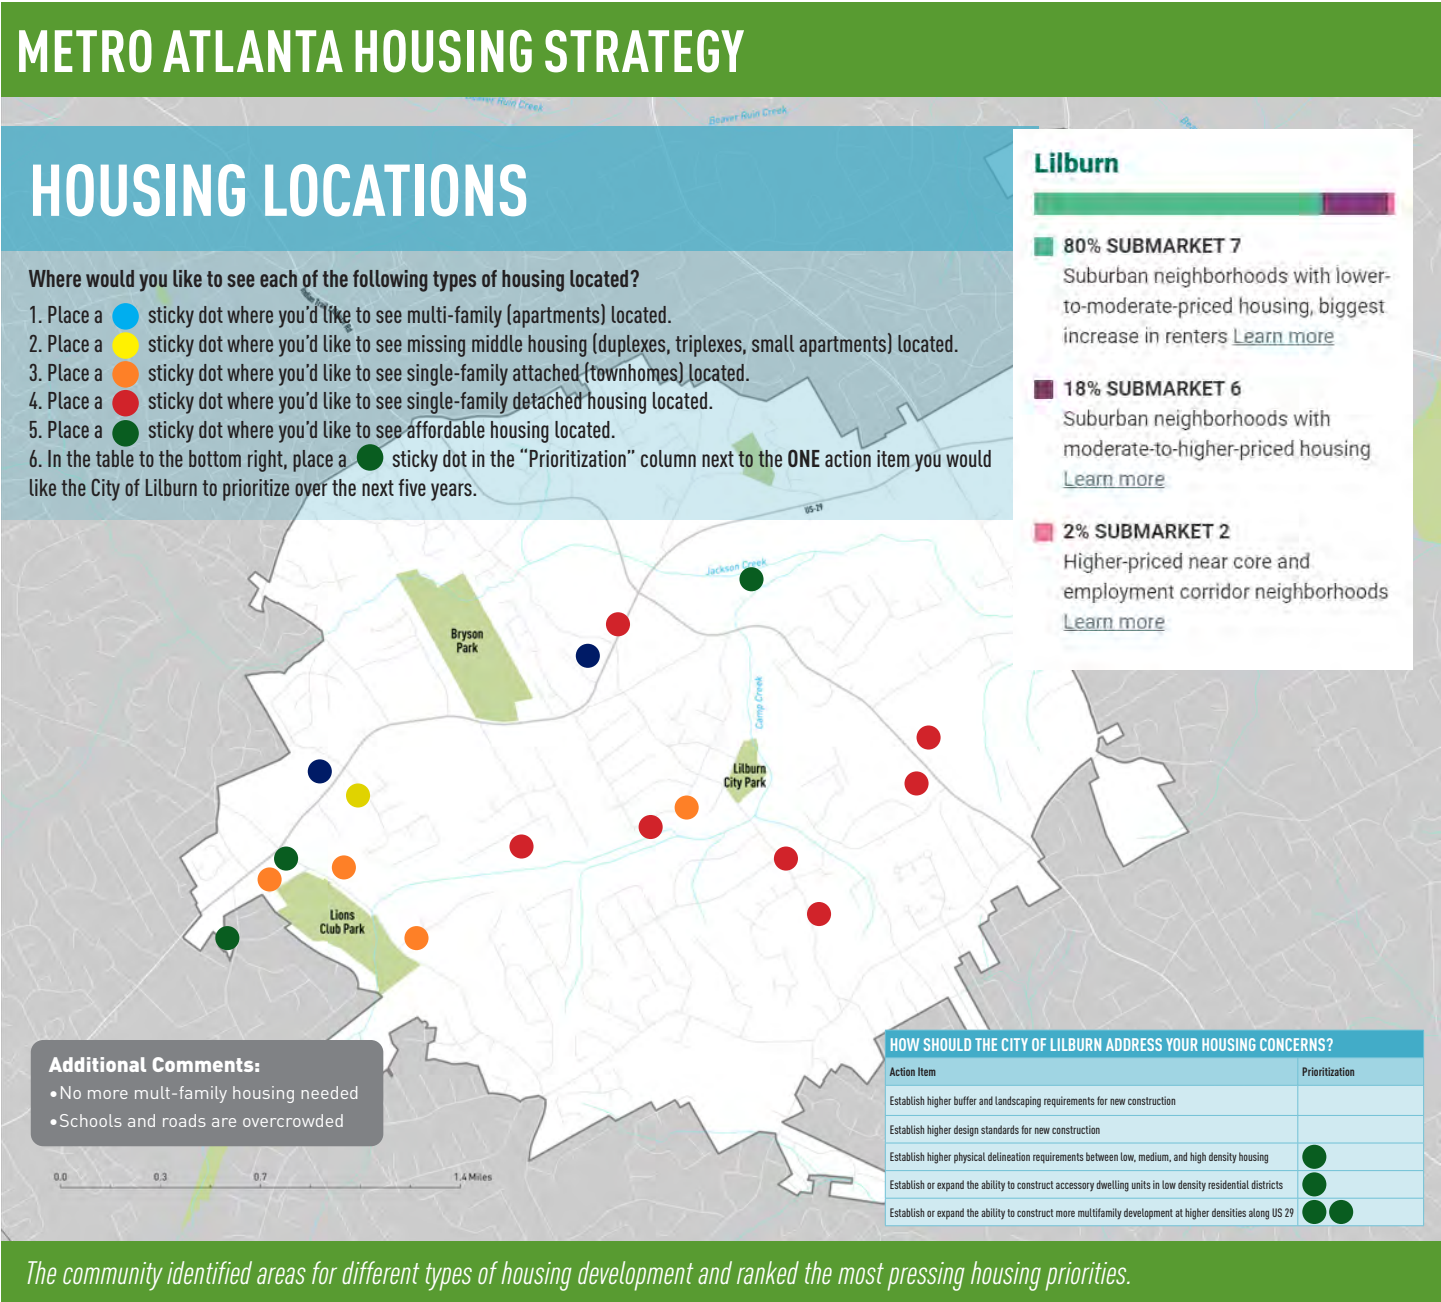 METRO ATLANTA HOUSING STRATEGY
Beaver Ruin Creek
Beaver Ruin Creek
HOUSING LOCATIONS
Where would you like to see each of the following types of housing located?
1. Place a sticky dot where you'd like to see multi-family (apartments) located.
2. Place a sticky dot where you'd like to see missing middle housing (duplexes, triplexes, small apartments) located.
3. Place a sticky dot where you'd like to see single-family attached (townhomes) located.
4. Place a sticky dot where you'd like to see single-family detached housing located.
5. Place a sticky dot where you'd like to see affordable housing located.
6. In the table to the bottom right, place a sticky dot in the "Prioritization" column next to the ONE action item you would
like the City of Lilburn to prioritize over the next five years.
Lilburn
80% SUBMARKET 7
Suburban neighborhoods with lower-
to-moderate-priced housing, biggest
increase in renters Learn more
18% SUBMARKET 6
Suburban neighborhoods with
moderate-to-higher-priced housing
Learn more
2% SUBMARKET 2
Higher-priced near core and
employment corridor neighborhoods
Learn more
US-29
Jackson Creek
Bryson
Park
Camp Creek
Lilburn
City Park
Lions
Club Park
Additional Comments:
•No more mult-family housing needed
•Schools and roads are overcrowded
0.0 0.3 0.7 1.4 Miles
HOW SHOULD THE CITY OF LILBURN ADDRESS YOUR HOUSING CONCERNS?
Action Item Prioritization
Establish higher buffer and landscaping requirements for new construction
Establish higher design standards for new construction
Establish higher physical delineation requirements between low, medium, and high density housing
Establish or expand the ability to construct accessory dwelling units in low density residential districts
Establish or expand the ability to construct more multifamily development at higher densities along US 29
The community identified areas for different types of housing development and ranked the most pressing housing priorities.